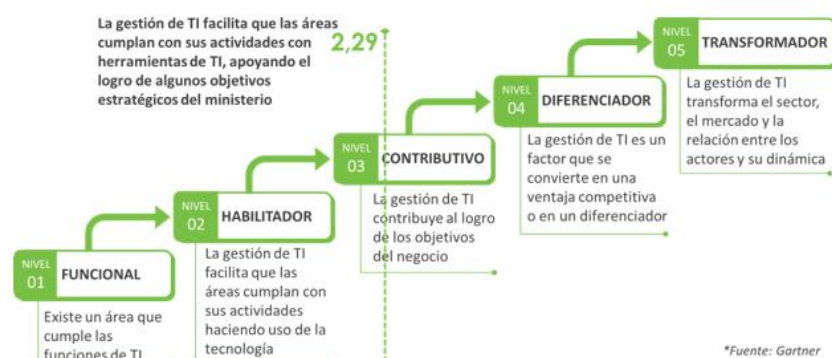 La gestión de TI facilita que las áreas
cumplan con sus actividades con
herramientas de TI, apoyando el
logro de algunos objetivos
estratégicos del ministerio
2,29
NIVEL
05
TRANSFORMADOR
La gestión de TI
transforma el sector,
el mercado y la
relación entre los
actores y su dinámica
NIVEL
04
DIFERENCIADOR
La gestión de TI es un
factor que se
convierte en una
ventaja competitiva
o en un diferenciador
NIVEL
03
CONTRIBUTIVO
La gestión de TI
contribuye al logro
de los objetivos
del negocio
NIVEL
02
HABILITADOR
La gestión de TI
facilita que las
áreas cumplan con
sus actividades
haciendo uso de la
tecnología
NIVEL
01
FUNCIONAL
Existe un área que
cumple las
funciones de TI
*Fuente: Gartner